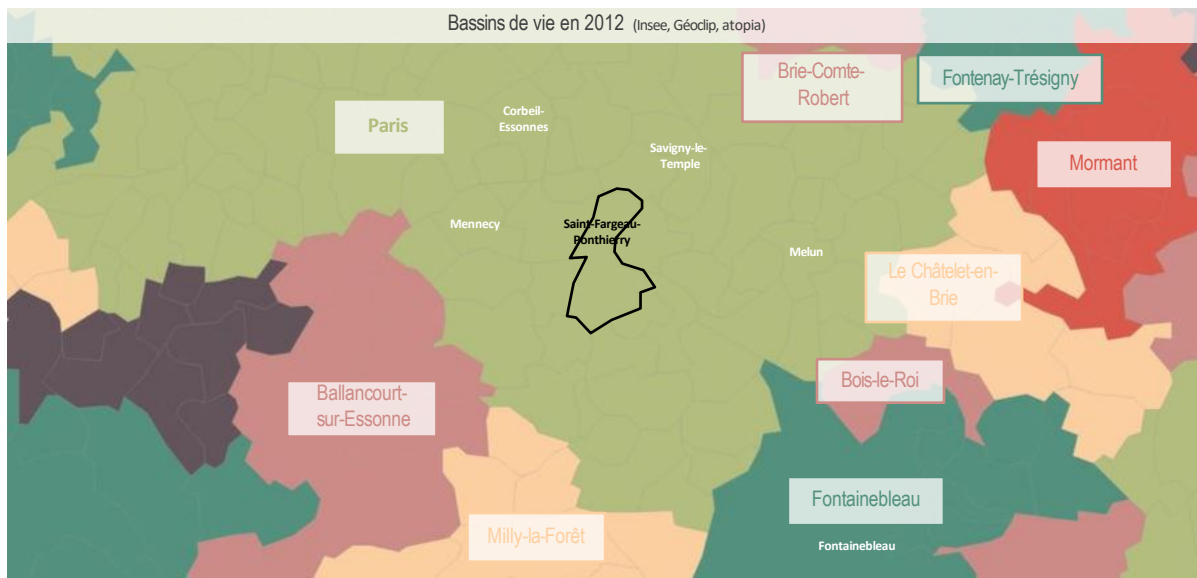 Bassins de vie en 2012 (Insee, Géoclip, atopia)
Brie-Comte-
Robert
Fontenay-Trésigny
Corbeil-
Essonnes
Paris
Savigny-le-
Temple
Mormant
Mennecy
Saint-Fargeau-
Ponthierry
Melun
Le Châtelet-en-
Brie
Bois-le-Roi
Ballancourt-
sur-Essonne
Fontainebleau
Milly-la-Forêt
Fontainebleau